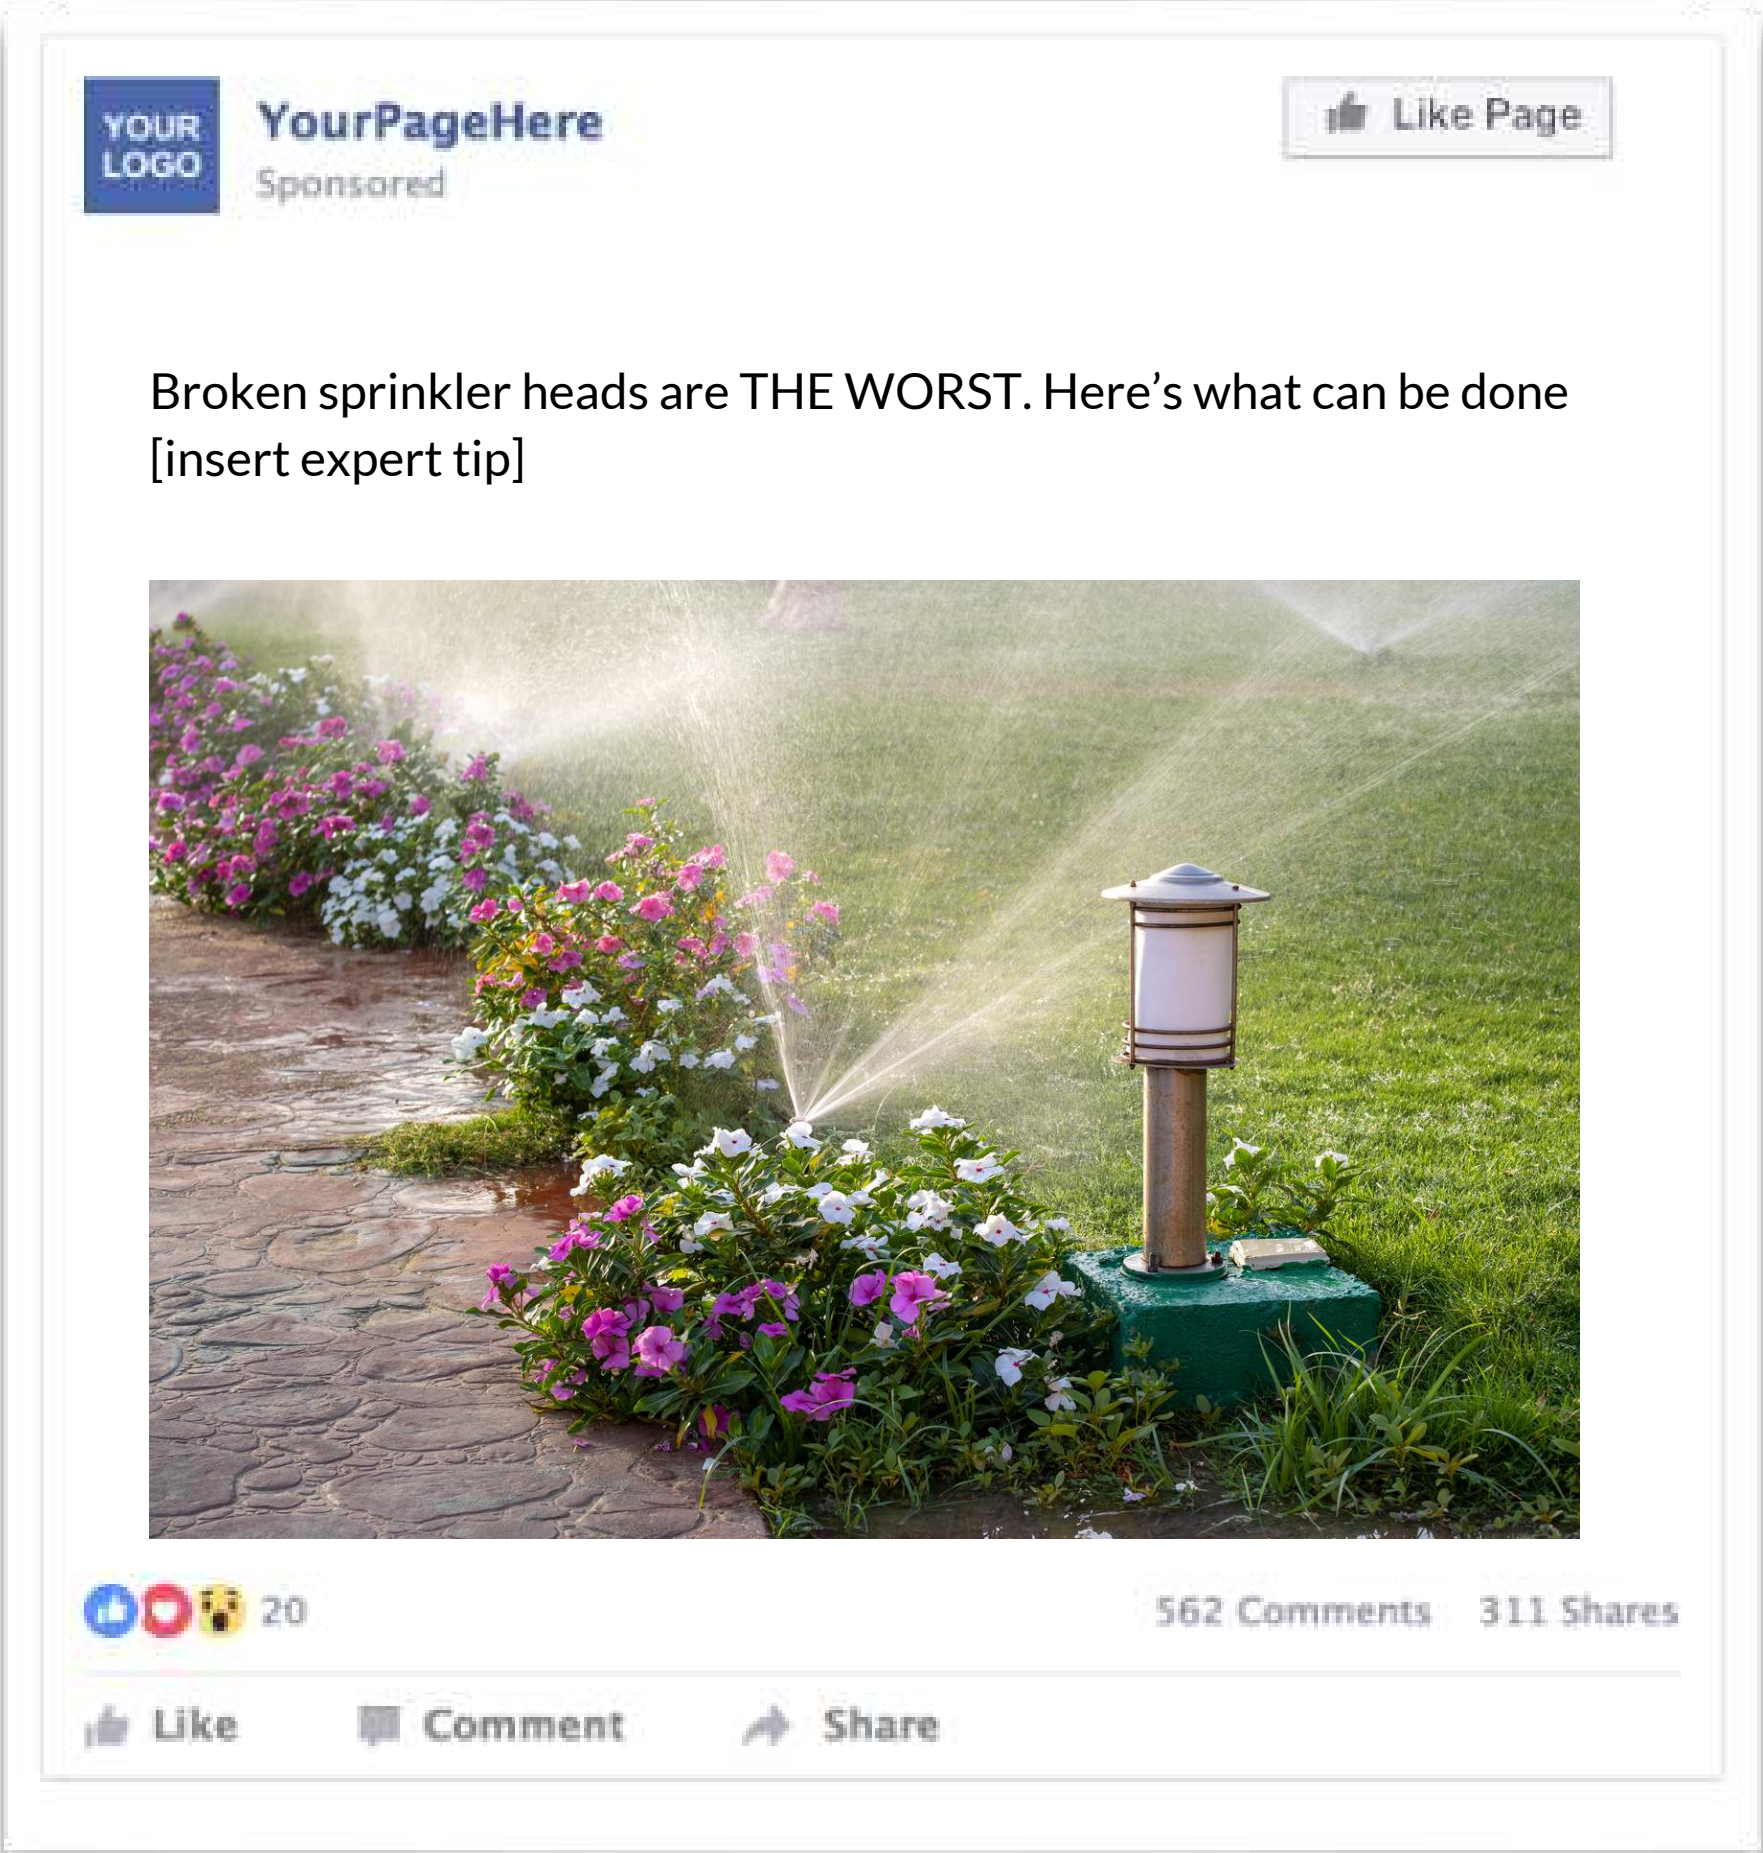 YOUR
LOGO
YourPageHere
Sponsored
Like Page
Broken sprinkler heads are THE WORST. Here’s what can be done
[insert expert tip]
20
562 Comments 311 Shares
Like Comment Share